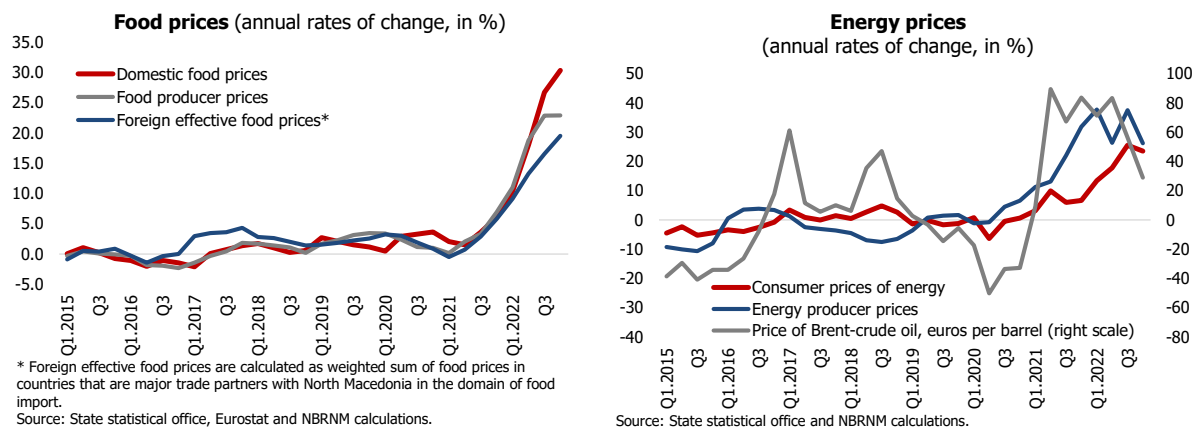 Food prices (annual rates of change, in %)
35.0
30.0
25.0
20.0
15.0
10.0
5.0
0.0
-5.0
Domestic food prices
Food producer prices
Foreign effective food prices*
Q1.2015
Q3
Q1.2016
Q3
Q1.2017
Q3
Q1.2018
Q3
Q1.2019
Q3
Q1.2020
Q3
Q1.2021
Q3
Q1.2022
Q3
* Foreign effective food prices are calculated as weighted sum of food prices in
countries that are major trade partners with North Macedonia in the domain of food
import.
Source: State statistical office, Eurostat and NBRNM calculations.
Energy prices
(annual rates of change, in %)
50
40
30
20
10
0
-10
-20
-30
-40
100
80
60
40
20
0
-20
-40
-60
-80
Consumer prices of energy
Energy producer prices
Price of Brent-crude oil, euros per barrel (right scale)
Q1.2015
Q3
Q1.2016
Q3
Q1.2017
Q3
Q1.2018
Q3
Q1.2019
Q3
Q1.2020
Q3
Q1.2021
Q3
Q1.2022
Q3
Source: State statistical office and NBRNM calculations.